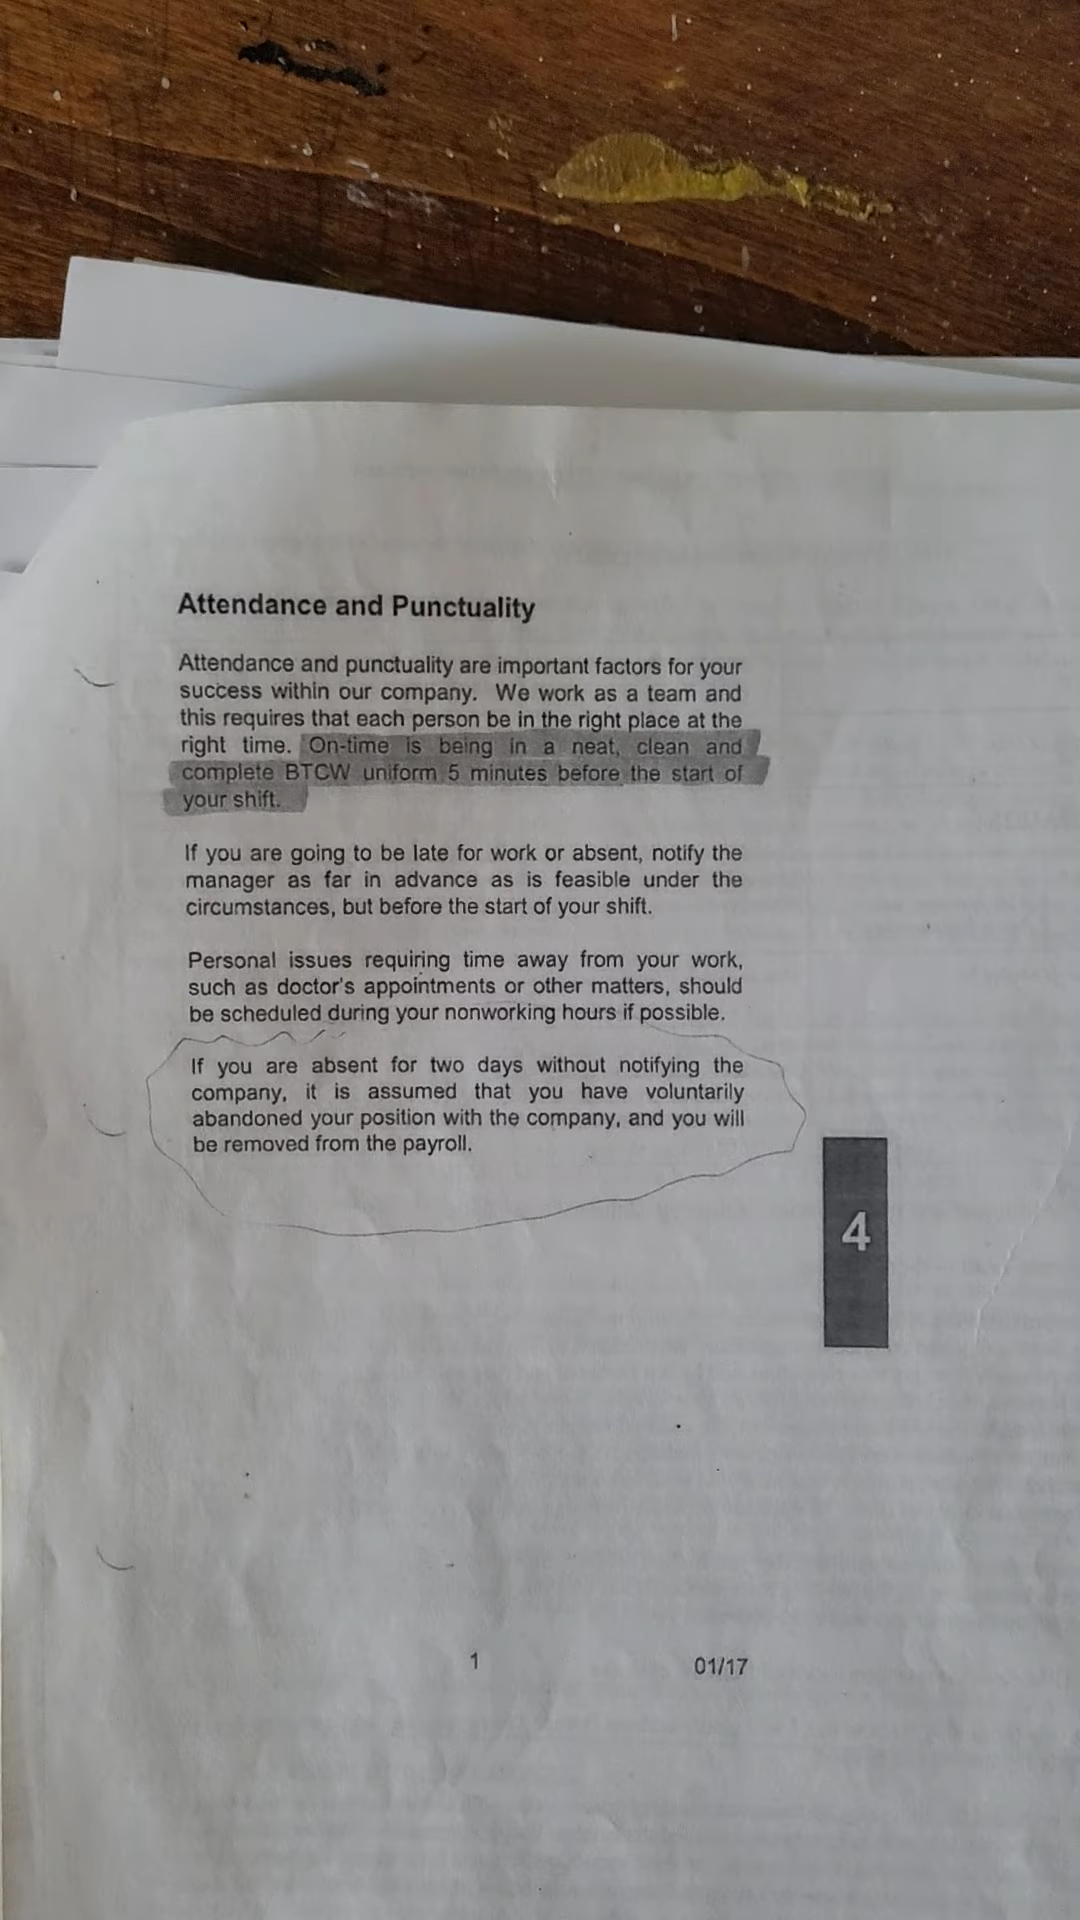 Attendance and Punctuality
Attendance and punctuality are important factors for your
success within our company. We work as a team and
this requires that each person be in the right place at the
right time. On-time is being in a neat, clean and
complete BTCW uniform 5 minutes before the start of
your shift.
If you are going to be late for work or absent, notify the
manager as far in advance as is feasible under the
circumstances, but before the start of your shift.
Personal issues requiring time away from your work,
such as doctor's appointments or other matters, should
be scheduled during your nonworking hours if possible.
If you are absent for two days without notifying the
company, it is assumed that you have voluntarily
abandoned your position with the company, and you will
be removed from the payroll.
4
1
01/17